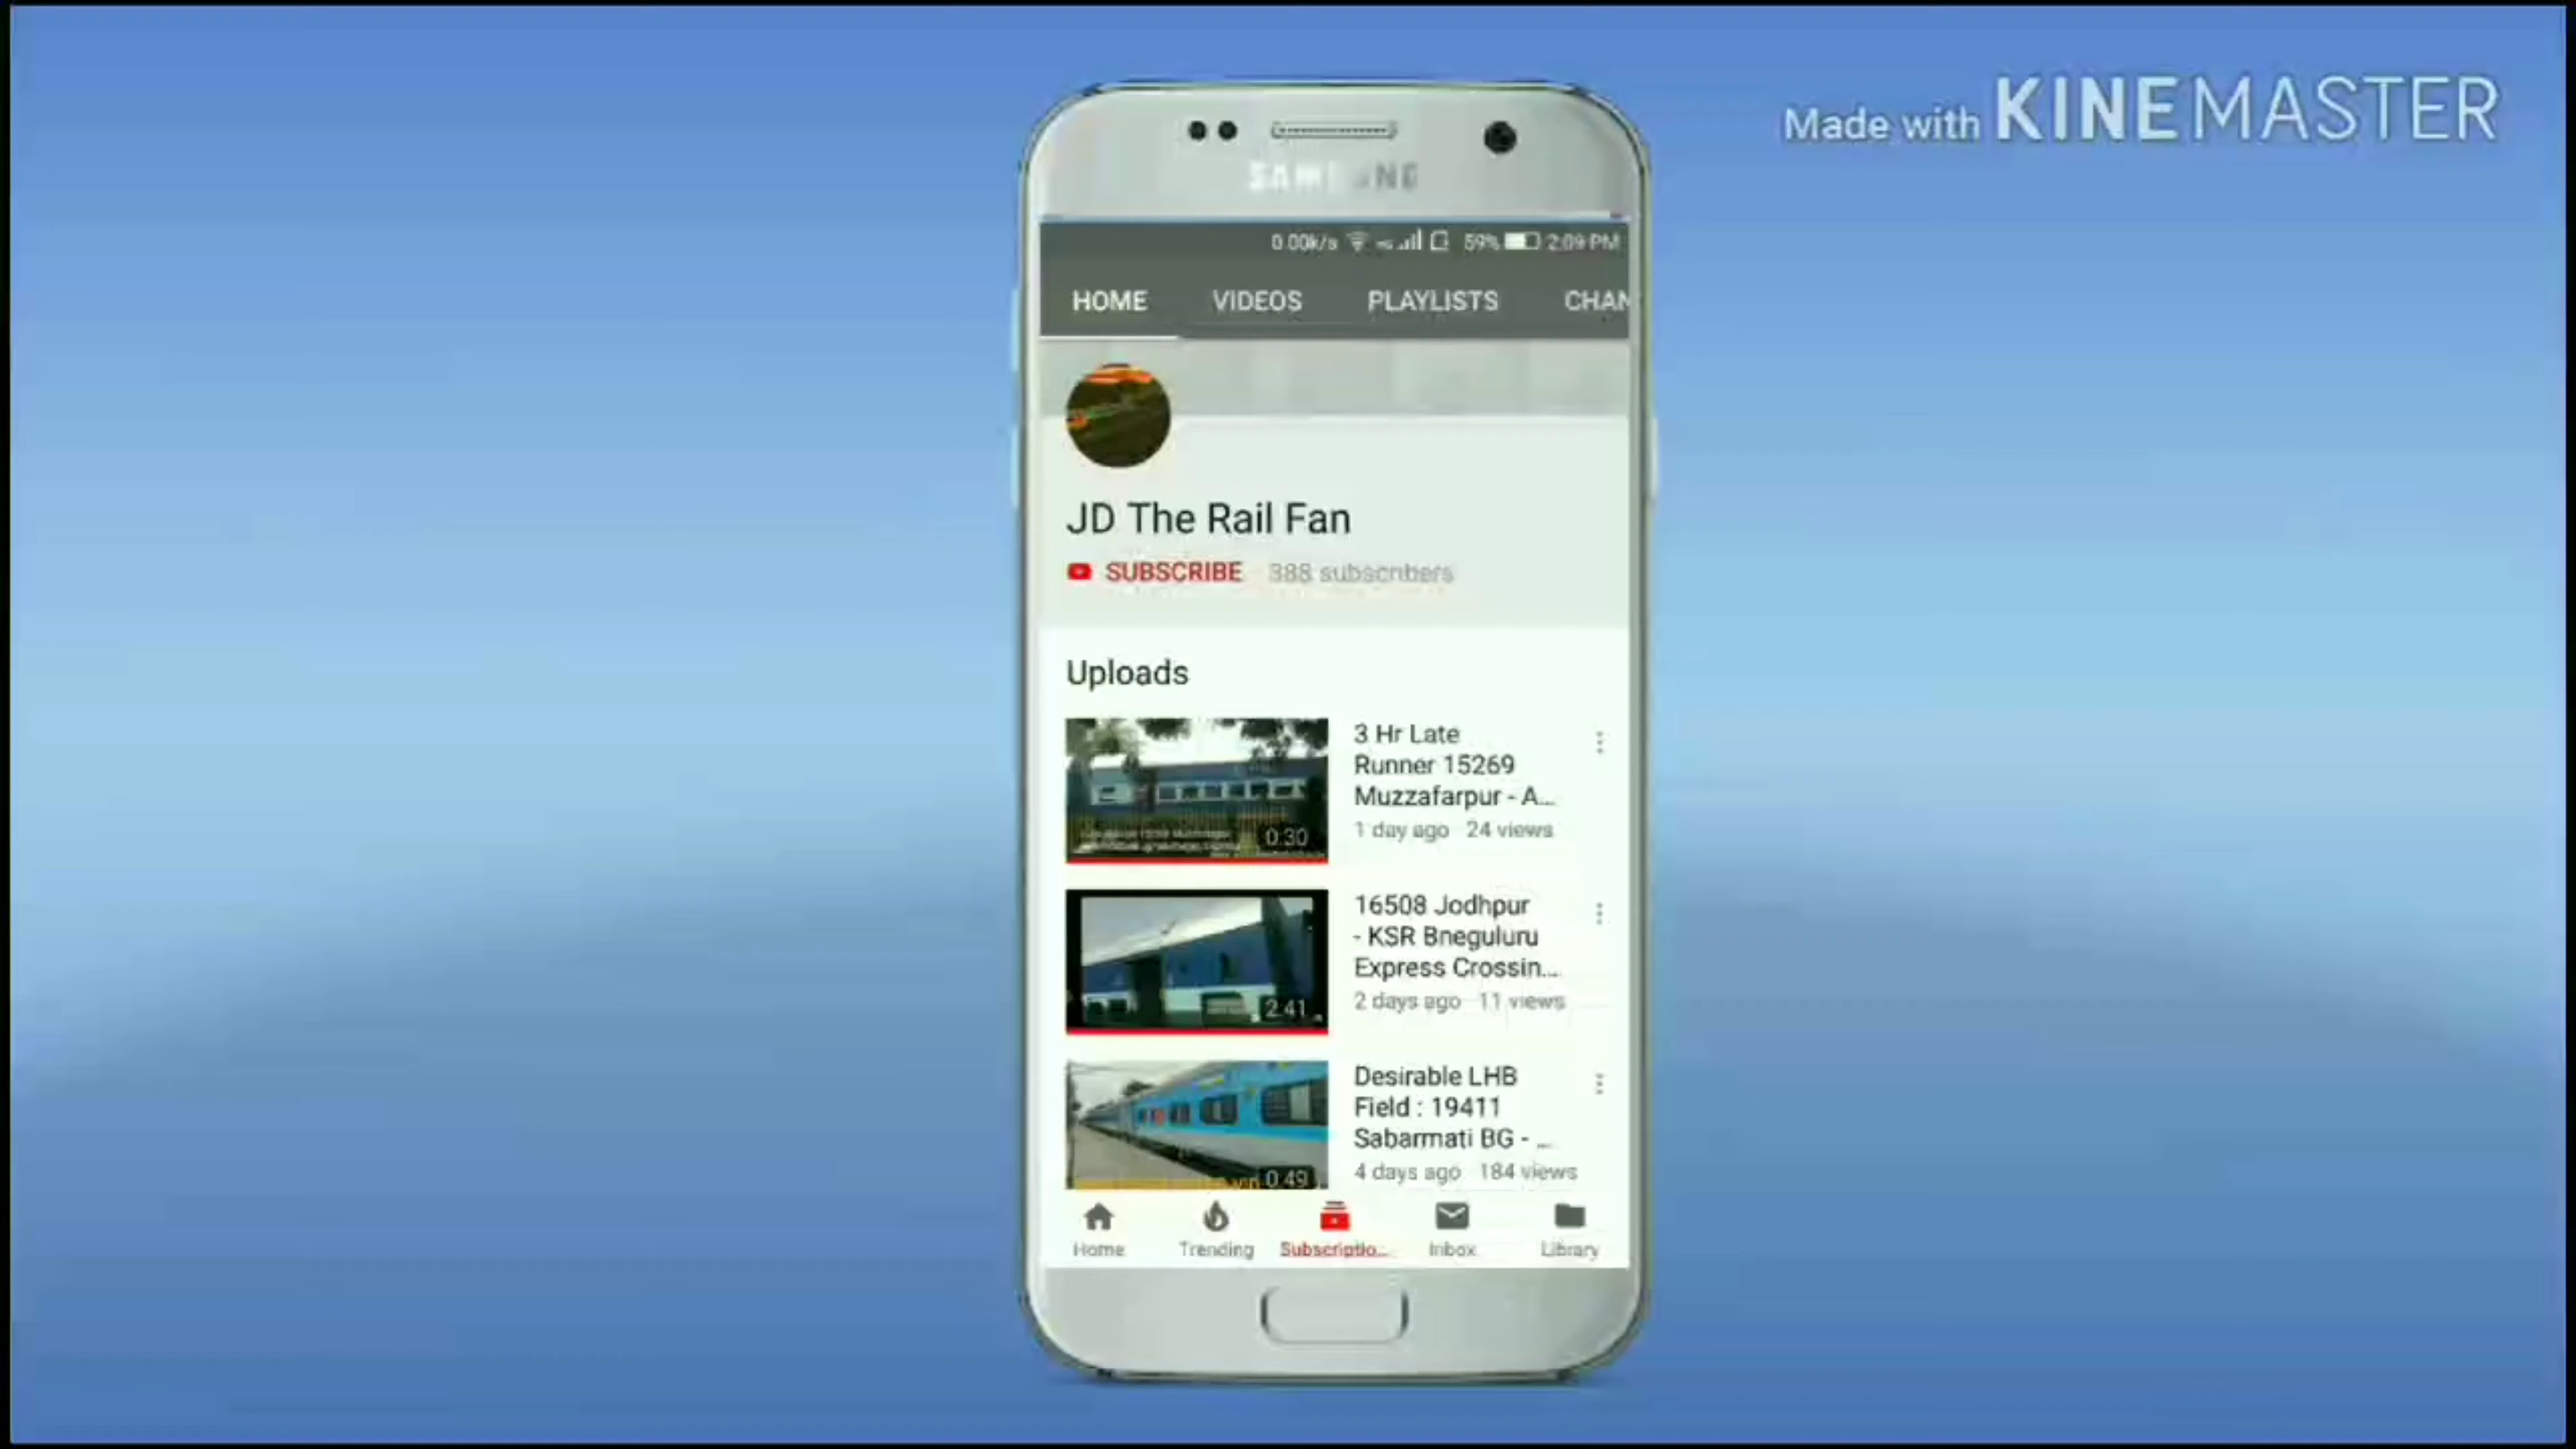 Made with KINEMASTER
0.00k/s 59% 2:09 PM
HOME VIDEOS PLAYLISTS CHAN
JD The Rail Fan
SUBSCRIBE 388 subscribers
Uploads
3 Hr Late
Runner 15269
Muzzafarpur - A...
1 day ago 24 views
0:30
16508 Jodhpur
- KSR Bneguluru
Express Crossin...
2 days ago 11 views
2:41
Desirable LHB
Field : 19411
Sabarmati BG - ...
4 days ago 184 views
0:49
Home Trending Subscriptio... Inbox Library